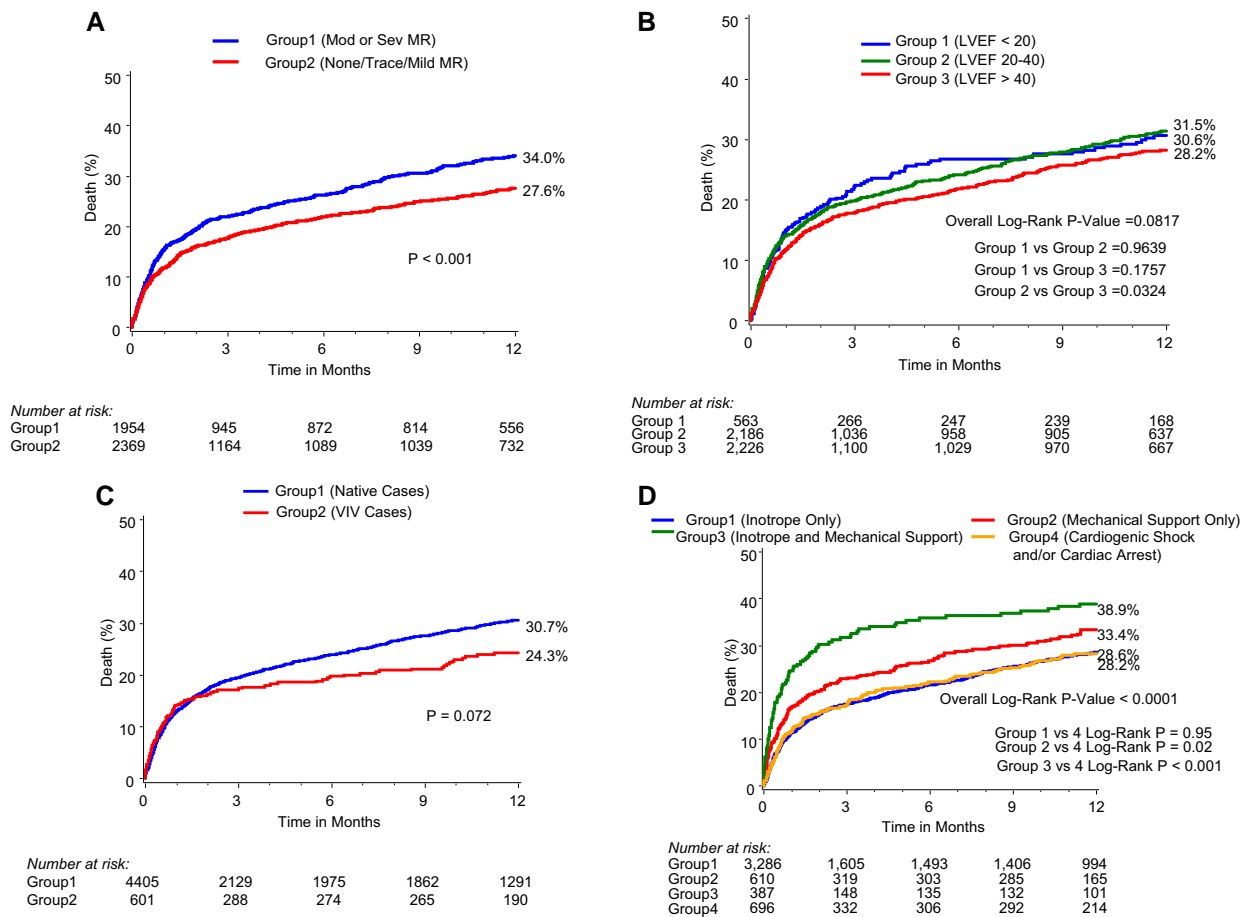 A
Group1 (Mod or Sev MR)
Group2 (None/Trace/Mild MR)
50
40
30
20
10
0
Death (%)
34.0%
27.6%
P < 0.001
0 3 6 9 12
Time in Months
Number at risk:
Group1 1954 945 872 814 556
Group2 2369 1164 1089 1039 732
B
Group 1 (LVEF < 20)
Group 2 (LVEF 20-40)
Group 3 (LVEF > 40)
50
40
30
20
10
0
Death (%)
31.5%
30.6%
28.2%
Overall Log-Rank P-Value =0.0817
Group 1 vs Group 2 =0.9639
Group 1 vs Group 3 =0.1757
Group 2 vs Group 3 =0.0324
0 3 6 9 12
Time in Months
Number at risk:
Group 1 563 266 247 239 168
Group 2 2,186 1,036 958 905 637
Group 3 2,226 1,100 1,029 970 667
C
Group1 (Native Cases)
Group2 (VIV Cases)
50
40
30
20
10
0
Death (%)
30.7%
24.3%
P = 0.072
0 3 6 9 12
Time in Months
Number at risk:
Group1 4405 2129 1975 1862 1291
Group2 601 288 274 265 190
D
Group1 (Inotrope Only)
Group3 (Inotrope and Mechanical Support)
Group2 (Mechanical Support Only)
Group4 (Cardiogenic Shock
and/or Cardiac Arrest)
50
40
30
20
10
0
Death (%)
38.9%
33.4%
28.6%
28.2%
Overall Log-Rank P-Value < 0.0001
Group 1 vs 4 Log-Rank P = 0.95
Group 2 vs 4 Log-Rank P = 0.02
Group 3 vs 4 Log-Rank P < 0.001
0 3 6 9 12
Time in Months
Number at risk:
Group1 3,286 1,605 1,493 1,406 994
Group2 610 319 303 285 165
Group3 387 148 135 132 101
Group4 696 332 306 292 214